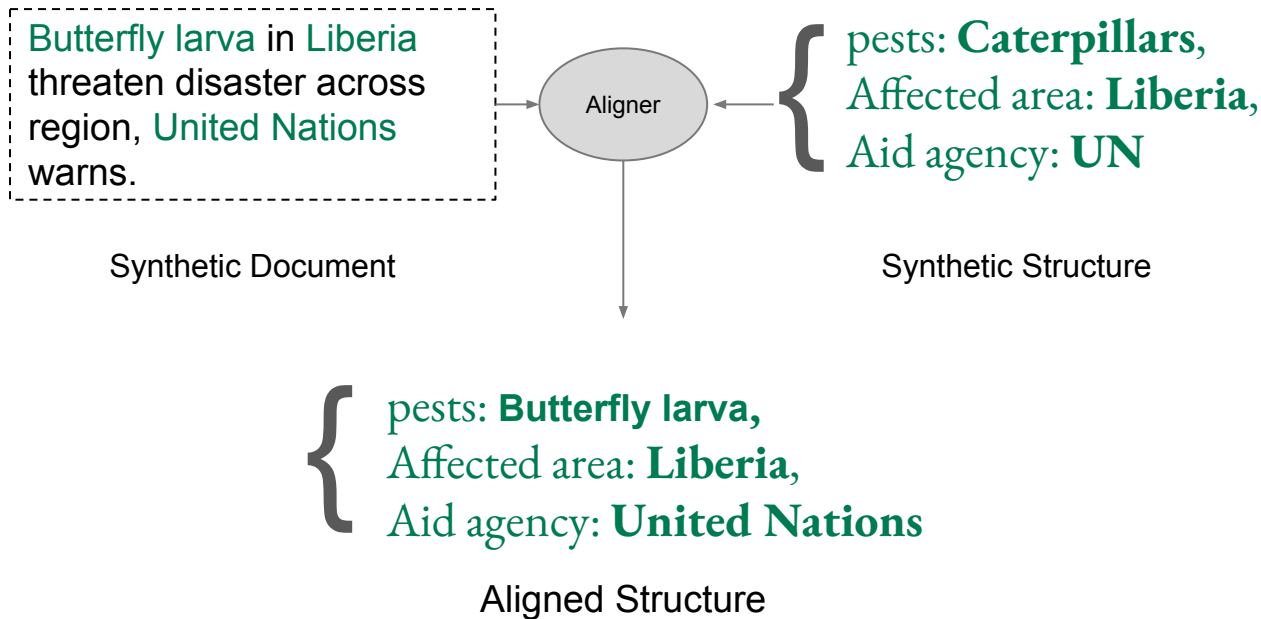 Butterfly larva in Liberia
threaten disaster across
region, United Nations
warns.
Aligner
{ pests: Caterpillars,
Affected area: Liberia,
Aid agency: UN
Synthetic Document
Synthetic Structure
{ pests: Butterfly larva,
Affected area: Liberia,
Aid agency: United Nations
Aligned Structure